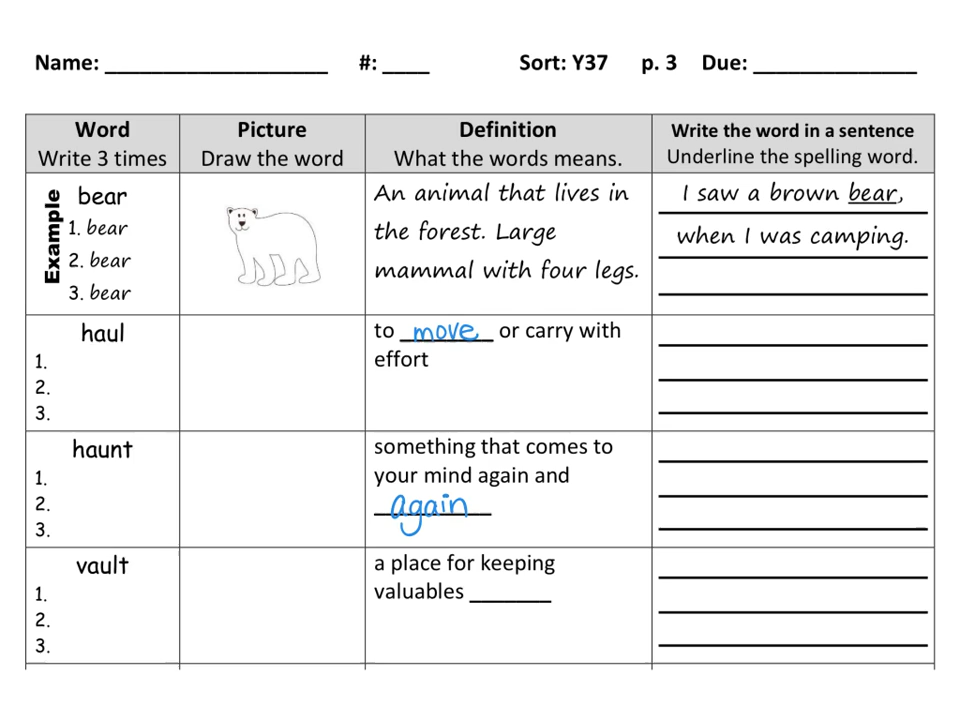 Name: ___________________ #: ____ Sort: Y37 p. 3 Due: ______________
Word Picture Definition Write the word in a sentence
Write 3 times Draw the word What the words means. Underline the spelling word.
Example
bear
1. bear
2. bear
3. bear
An animal that lives in
the forest. Large
mammal with four legs.
I saw a brown bear,
when I was camping.
haul
1.
2.
3.
to move or carry with
effort
haunt
1.
2.
3.
something that comes to
your mind again and
again
vault
1.
2.
3.
a place for keeping
valuables _______